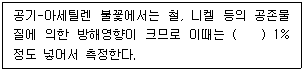 공기-아세틸렌 불꽃에서는 철, 니켈 등의 공존물
질에 의한 방해영향이 크므로 이때는 (    ) 1%
정도 넣어서 측정한다.